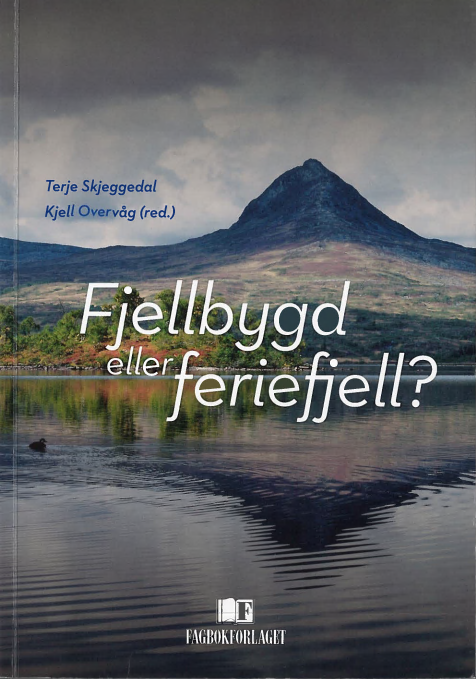 Terje Skjeggedal
Kjell Overvåg (red.)
Fjellbygd
eller
feriefjell?
F
FAGBOKFORLAGET